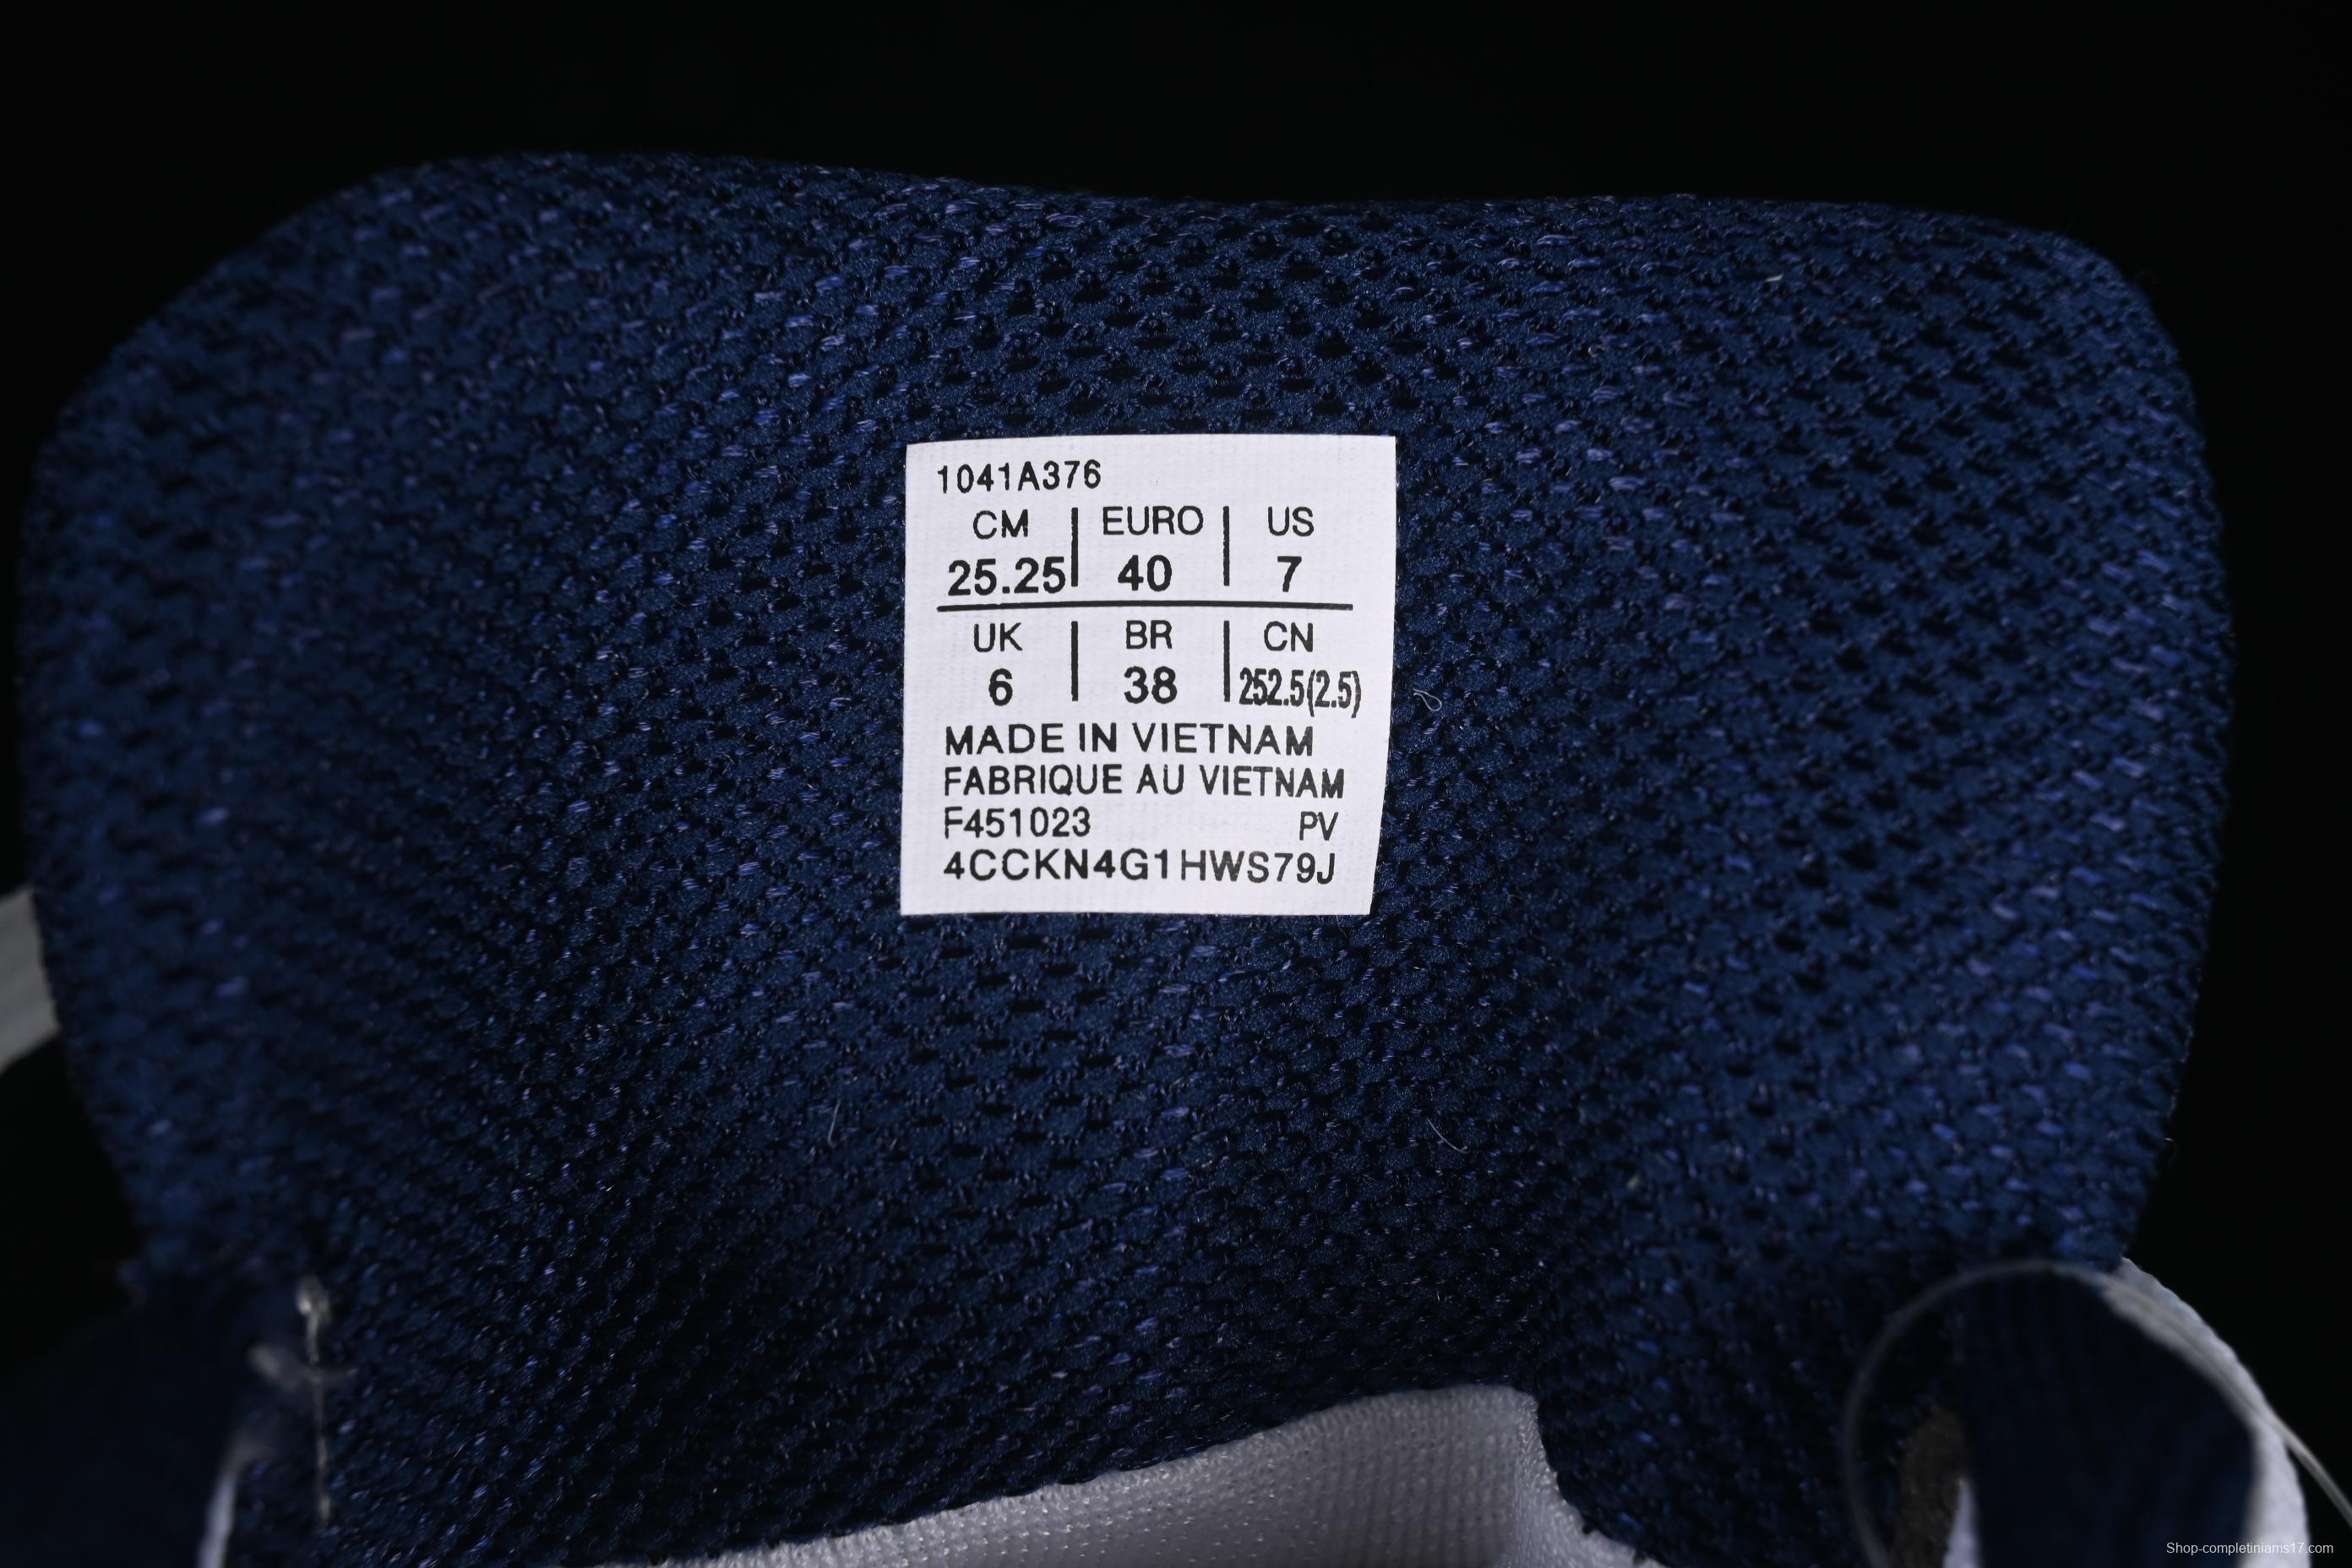 1041A376
CM | EURO | US
25.25 | 40 | 7
UK | BR | CN
6 | 38 | 252.5(2.5)
MADE IN VIETNAM
FABRIQUE AU VIETNAM
F451023 PV
4CCKN4G1HWS79J
Shop-completiniams17.com